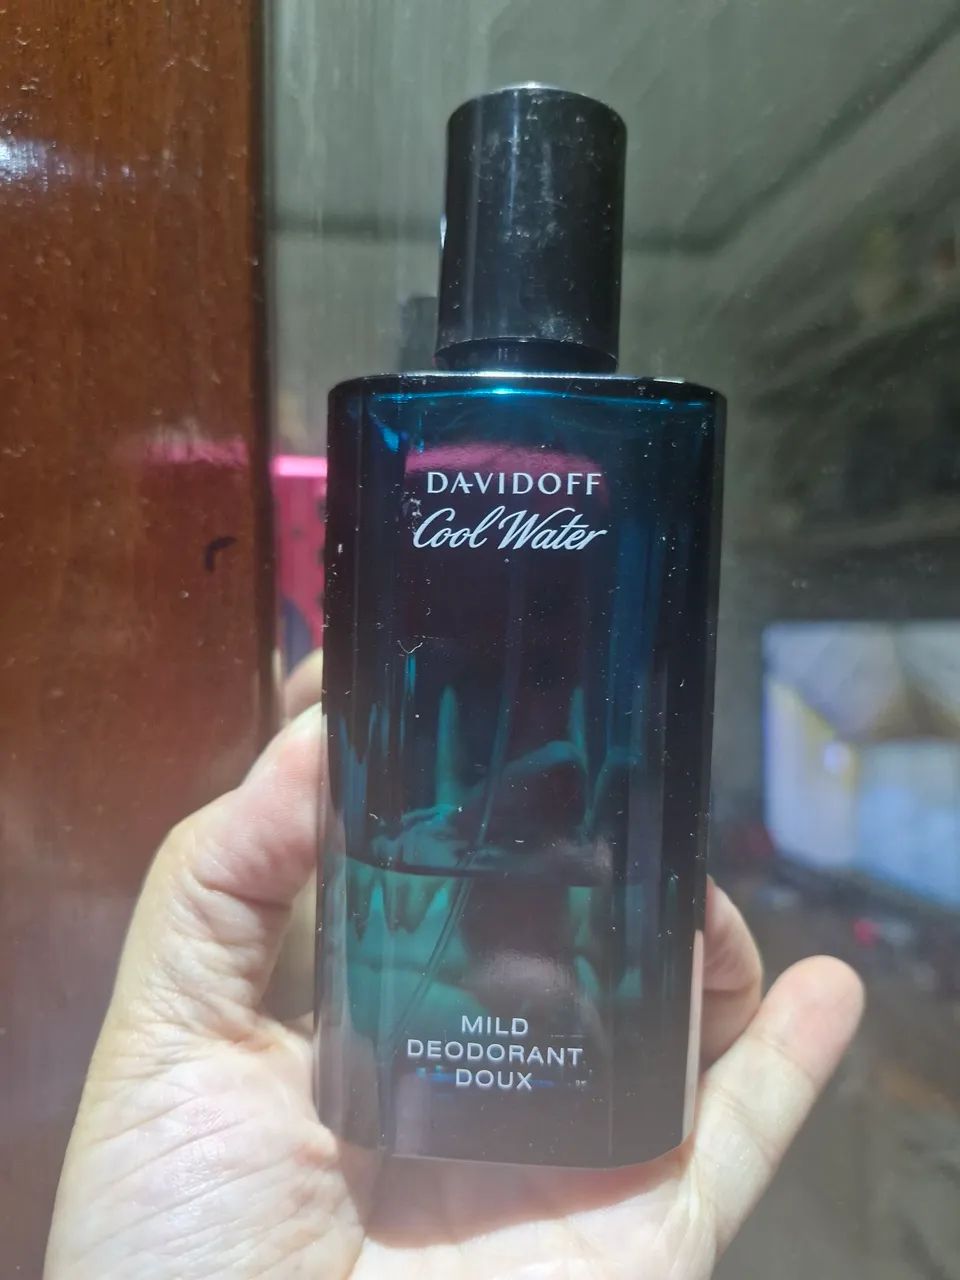 DAVIDOFF
Cool Water
MILD
DEODORANT
DOUX